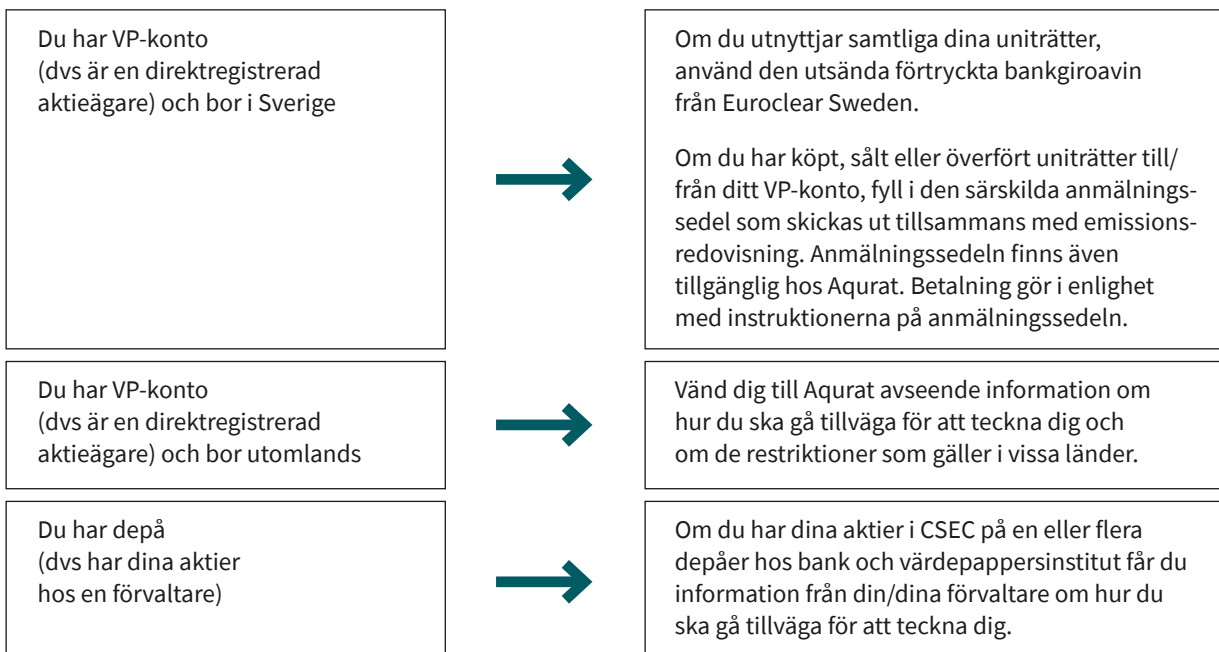 Du har VP-konto
(dvs är en direktregistrerad
aktieägare) och bor i Sverige
Om du utnyttjar samtliga dina uniträtter,
använd den utsända förtryckta bankgiroavin
från Euroclear Sweden.
Om du har köpt, sålt eller överfört uniträtter till/
från ditt VP-konto, fyll i den särskilda anmälnings-
sedel som skickas ut tillsammans med emissions-
redovisning. Anmälningssedeln finns även
tillgänglig hos Aqurat. Betalning gör i enlighet
med instruktionerna på anmälningssedeln.
Du har VP-konto
(dvs är en direktregistrerad
aktieägare) och bor utomlands
Vänd dig till Aqurat avseende information om
hur du ska gå tillväga för att teckna dig och
om de restriktioner som gäller i vissa länder.
Du har depå
(dvs har dina aktier
hos en förvaltare)
Om du har dina aktier i CSEC på en eller flera
depåer hos bank och värdepappersinstitut får du
information från din/dina förvaltare om hur du
ska gå tillväga för att teckna dig.